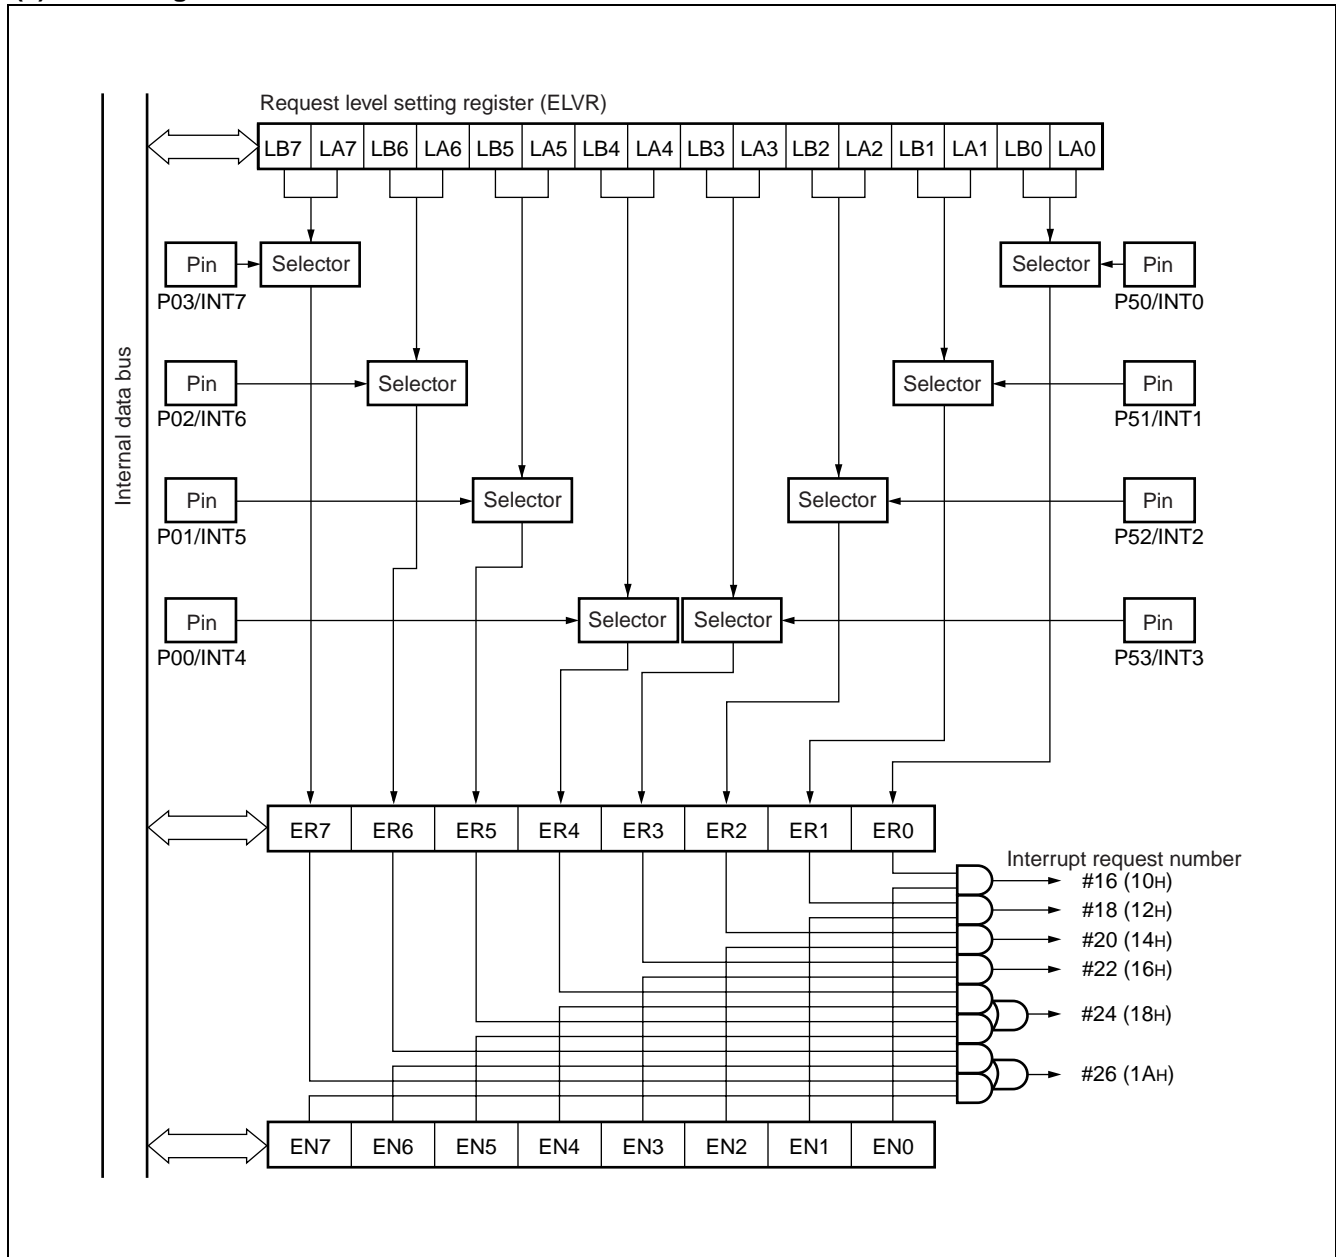 Request level setting register (ELVR)
LB7 LA7 LB6 LA6 LB5 LA5 LB4 LA4 LB3 LA3 LB2 LA2 LB1 LA1 LB0 LA0
Pin Selector Selector Pin
P03/INT7 P50/INT0
Internal data bus
Pin Selector Selector Pin
P02/INT6 P51/INT1
Pin Selector Selector Pin
P01/INT5 P52/INT2
Pin Selector Selector Pin
P00/INT4 P53/INT3
ER7 ER6 ER5 ER4 ER3 ER2 ER1 ER0
Interrupt request number
#16 (10H)
#18 (12H)
#20 (14H)
#22 (16H)
#24 (18H)
#26 (1AH)
EN7 EN6 EN5 EN4 EN3 EN2 EN1 EN0